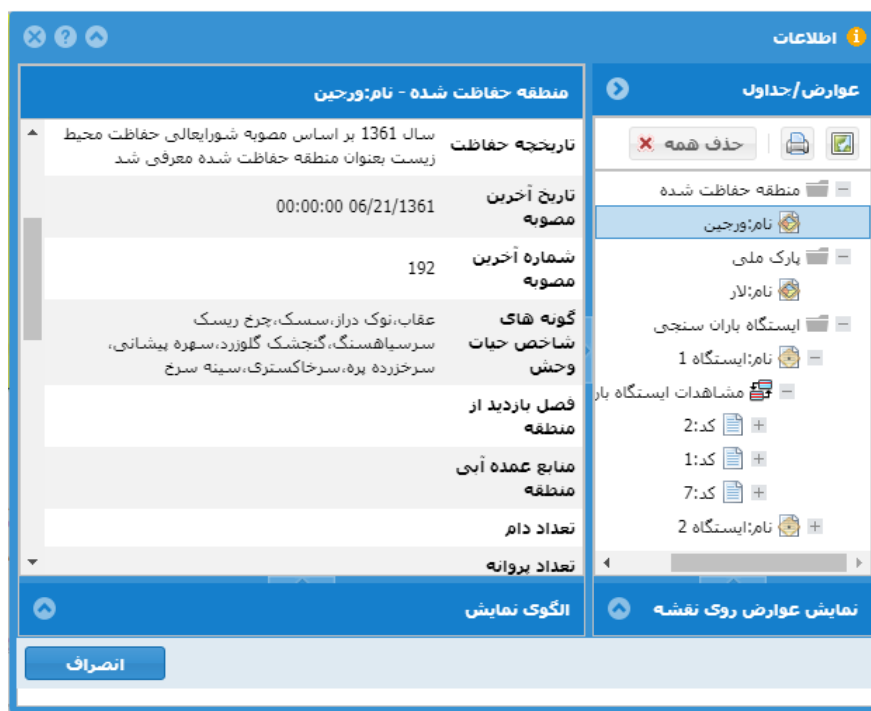 اطلاعات
عوارض/جداول
حذف همه
منطقه حفاظت شده
نام:ورجین
پارک ملی
نام:لار
ایستگاه باران سنجی
نام:ایستگاه 1
مشاهدات ایستگاه بار
کد:2
کد:1
کد:7
نام:ایستگاه 2
نمایش عوارض روی نقشه
منطقه حفاظت شده - نام:ورجین
تاریخچه حفاظت
سال 1361 بر اساس مصوبه شورایعالی حفاظت محیط
زیست بعنوان منطقه حفاظت شده معرفی شد
تاریخ آخرین
مصوبه
00:00:00 06/21/1361
شماره آخرین
مصوبه
192
گونه های
شاخص حیات
وحش
عقاب،نوک دراز،سسک،چرخ ریسک
سرسیاهسنگ،گنجشک گلوزرد،سهره پیشانی،
سرخزرده پره،سرخاکستری،سینه سرخ
فصل بازدید از
منطقه
منابع عمده آبی
منطقه
تعداد دام
تعداد پروانه
الگوی نمایش
انصراف